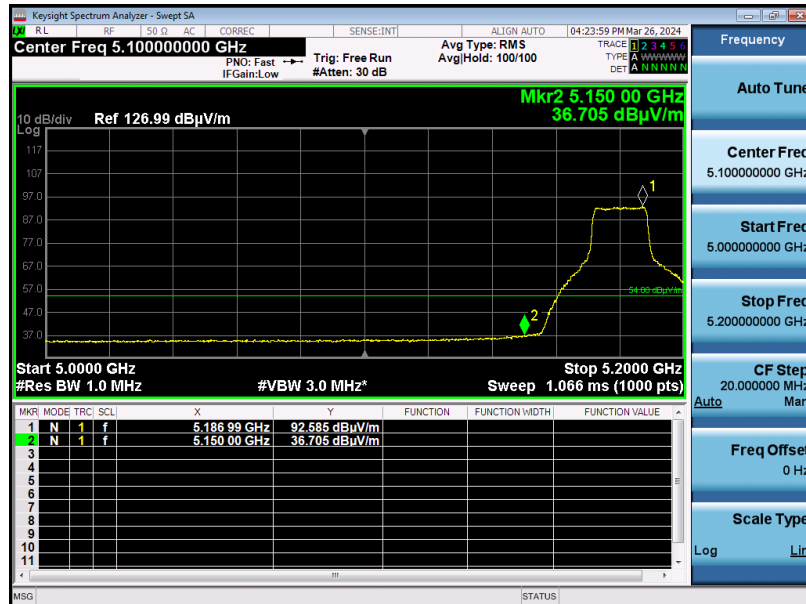 Keysight Spectrum Analyzer - Swept SA
R L RF 50 Ω AC CORREC SENSE:INT ALIGN AUTO 04:23:59 PM Mar 26, 2024
Center Freq 5.100000000 GHz
PNO: Fast
IFGain:Low
Trig: Free Run
#Atten: 30 dB
Avg Type: RMS
Avg|Hold: 100/100
TRACE 1 2 3 4 5 6
TYPE A WWWWW
DET A N N N N N
Mkr2 5.150 00 GHz
36.705 dBµV/m
10 dB/div Ref 126.99 dBµV/m
Log
117
107
97.0
87.0
77.0
67.0
57.0
47.0
37.0
1
2
54.00 dBµV/m
Start 5.0000 GHz Stop 5.2000 GHz
#Res BW 1.0 MHz #VBW 3.0 MHz* Sweep 1.066 ms (1000 pts)
MKR MODE TRC SCL X Y FUNCTION FUNCTION WIDTH FUNCTION VALUE
1 N 1 f 5.186 99 GHz 92.585 dBµV/m
2 N 1 f 5.150 00 GHz 36.705 dBµV/m
3
4
5
6
7
8
9
10
11
MSG STATUS
Frequency
Auto Tune
Center Freq
5.100000000 GHz
Start Freq
5.000000000 GHz
Stop Freq
5.200000000 GHz
CF Step
20.000000 MHz
Auto Man
Freq Offset
0 Hz
Scale Type
Log Lin